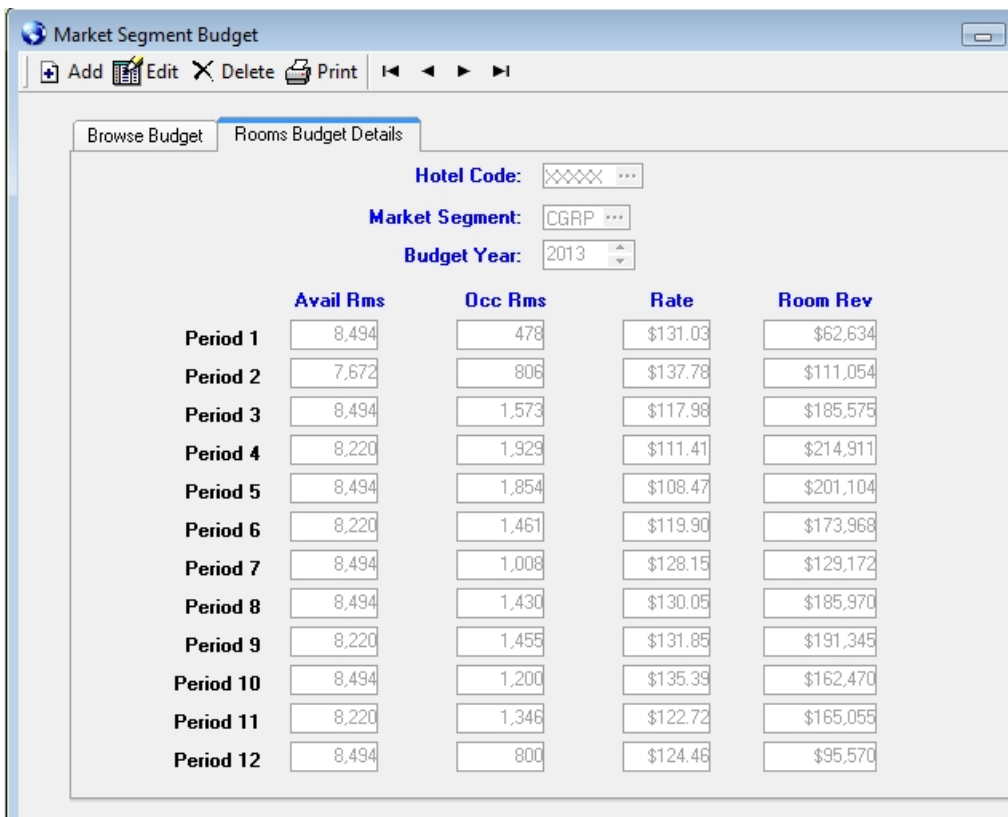 Market Segment Budget
Add Edit Delete Print
Browse Budget Rooms Budget Details
Hotel Code: XXXXX ...
Market Segment: CGRP ...
Budget Year: 2013
Avail Rms Occ Rms Rate Room Rev
Period 1 8,494 478 $131.03 $62,634
Period 2 7,672 806 $137.78 $111,054
Period 3 8,494 1,573 $117.98 $185,575
Period 4 8,220 1,929 $111.41 $214,911
Period 5 8,494 1,854 $108.47 $201,104
Period 6 8,220 1,461 $119.90 $173,968
Period 7 8,494 1,008 $128.15 $129,172
Period 8 8,494 1,430 $130.05 $185,970
Period 9 8,220 1,455 $131.85 $191,345
Period 10 8,494 1,200 $135.39 $162,470
Period 11 8,220 1,346 $122.72 $165,055
Period 12 8,494 800 $124.46 $95,570